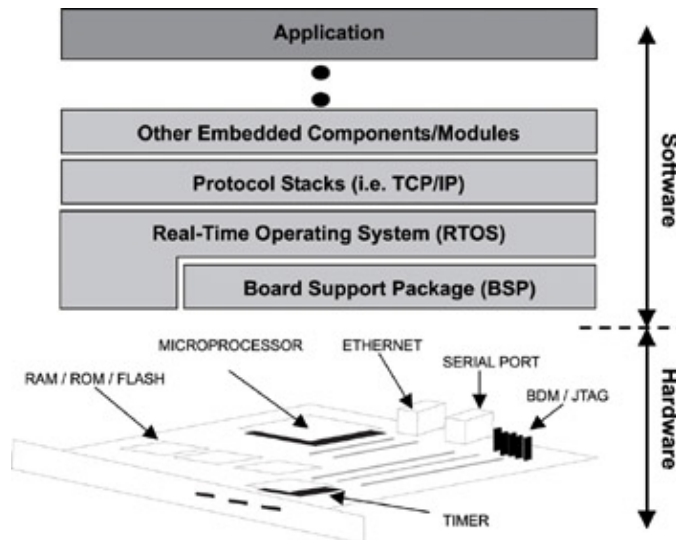 Application
Other Embedded Components/Modules
Protocol Stacks (i.e. TCP/IP)
Real-Time Operating System (RTOS)
Board Support Package (BSP)
Software
Hardware
MICROPROCESSOR
ETHERNET
SERIAL PORT
RAM / ROM / FLASH
BDM / JTAG
TIMER